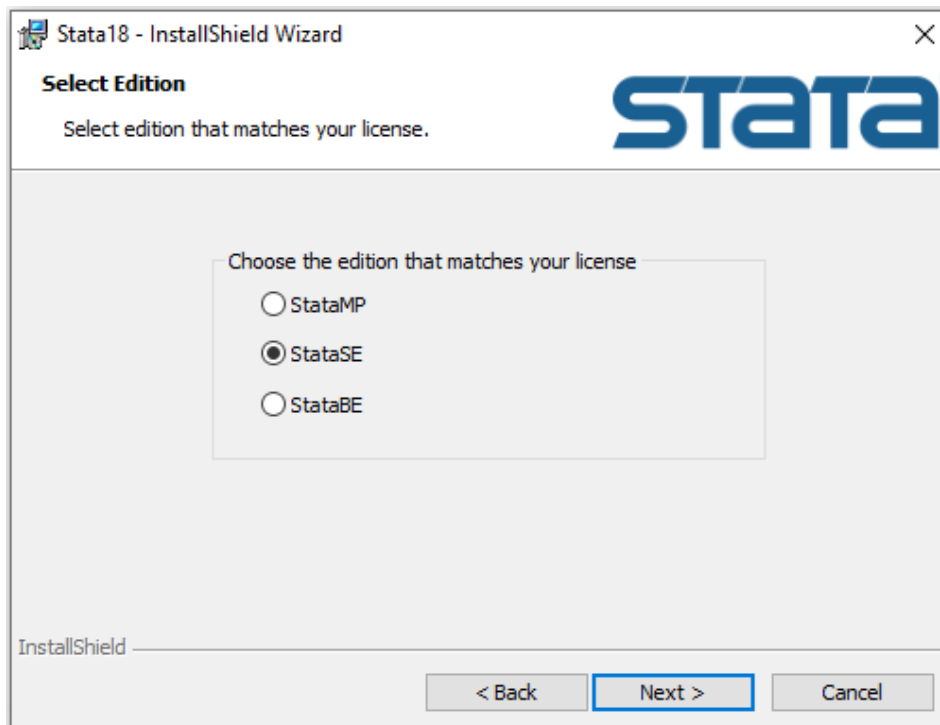 Stata18 - InstallShield Wizard
Select Edition
Select edition that matches your license.
STATA
Choose the edition that matches your license
StataMP
StataSE
StataBE
InstallShield
< Back Next > Cancel